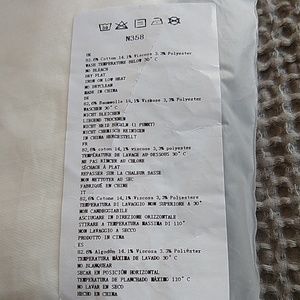 N358
UK
82,6% Cotton 14,1% Viscose 3,3% Polyester
WASH TEMPERATURE BELOW 30°C
NO BLEACH
DRY FLAT
IRON ON LOW HEAT
NO DRYCLEAN
MADE IN CHINA
DE
82,6% Baumwolle 14,1% Viskose 3,3% Polyester
WASCHEN 30°C
NICHT BLEICHEN
LIEGEND TROCKNEN
NICHT HEIß BÜGELN (1 PUNKT)
NICHT CHEMISCH REINIGEN
IN CHINA HERGESTELLT
FR
82,6% coton 14,1% viscose 3,3% polyester
TEMPÉRATURE DE LAVAGE AU-DESSOUS 30°C
NE PAS RINCER AU CHLORE
SÉCHAGE À PLAT
REPASSER SUR LA CHALEUR BASSE
NON NETTOYER AU SEC
FABRIQUÉ EN CHINE
IT
82,6% Cotone 14,1% Viscosa 3,3% Poliestere
TEMPERATURA DI LAVAGGIO NON SUPERIORE A 30°
NON CANDEGGIABILE
ASCIUGARE IN DIREZIONE ORIZZONTALE
STIRARE A TEMPERATURA MASSIMA DI 110°
NON LAVAGGIO A SECCO
PRODOTTO IN CINA
ES
82,6% Algodón 14,1% Viscosa 3,3% Poliéster
TEMPERATURA MÁXIMA DE LAVADO 30°C
NO BLANQUEAR
SECAR EN POSICIÓN HORIZONTAL
TEMPERATURA DE PLANCHADO MÁXIMO 110°C
NO LAVAR EN SECO
HECHO EN CHINA